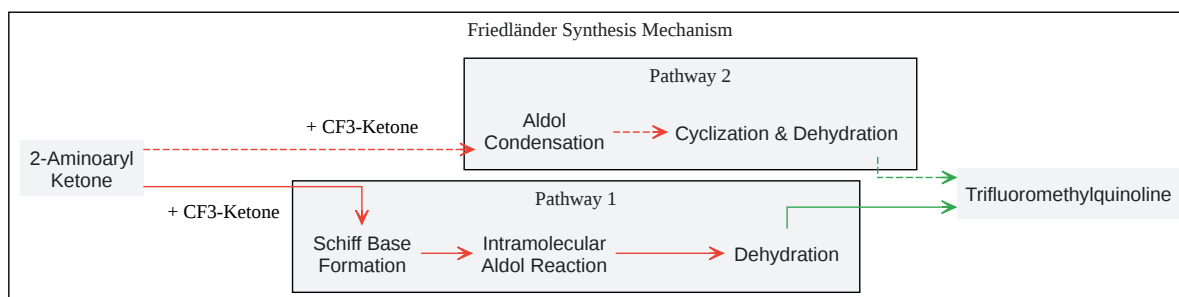 Friedländer Synthesis Mechanism
Pathway 2
+ CF3-Ketone
Aldol
Condensation
Cyclization & Dehydration
2-Aminoaryl
Ketone
Trifluoromethylquinoline
+ CF3-Ketone
Pathway 1
Schiff Base
Formation
Intramolecular
Aldol Reaction
Dehydration